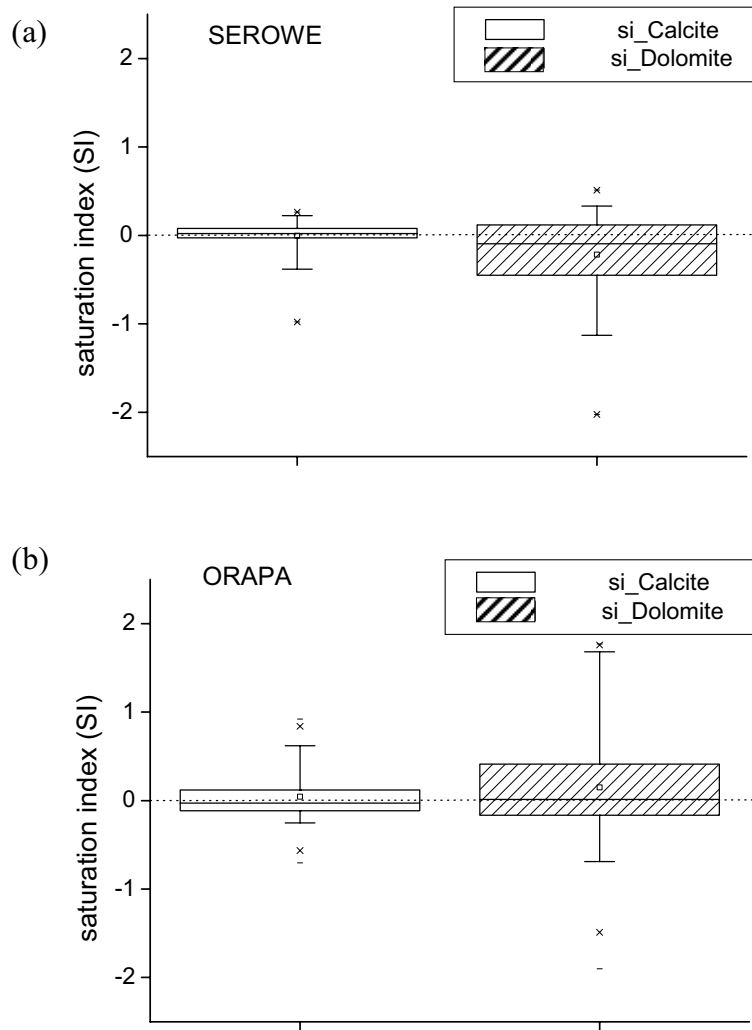 (a)
SEROWE
si_Calcite
si_Dolomite
2
1
0
-1
-2
saturation index (SI)
(b)
ORAPA
si_Calcite
si_Dolomite
2
1
0
-1
-2
saturation index (SI)